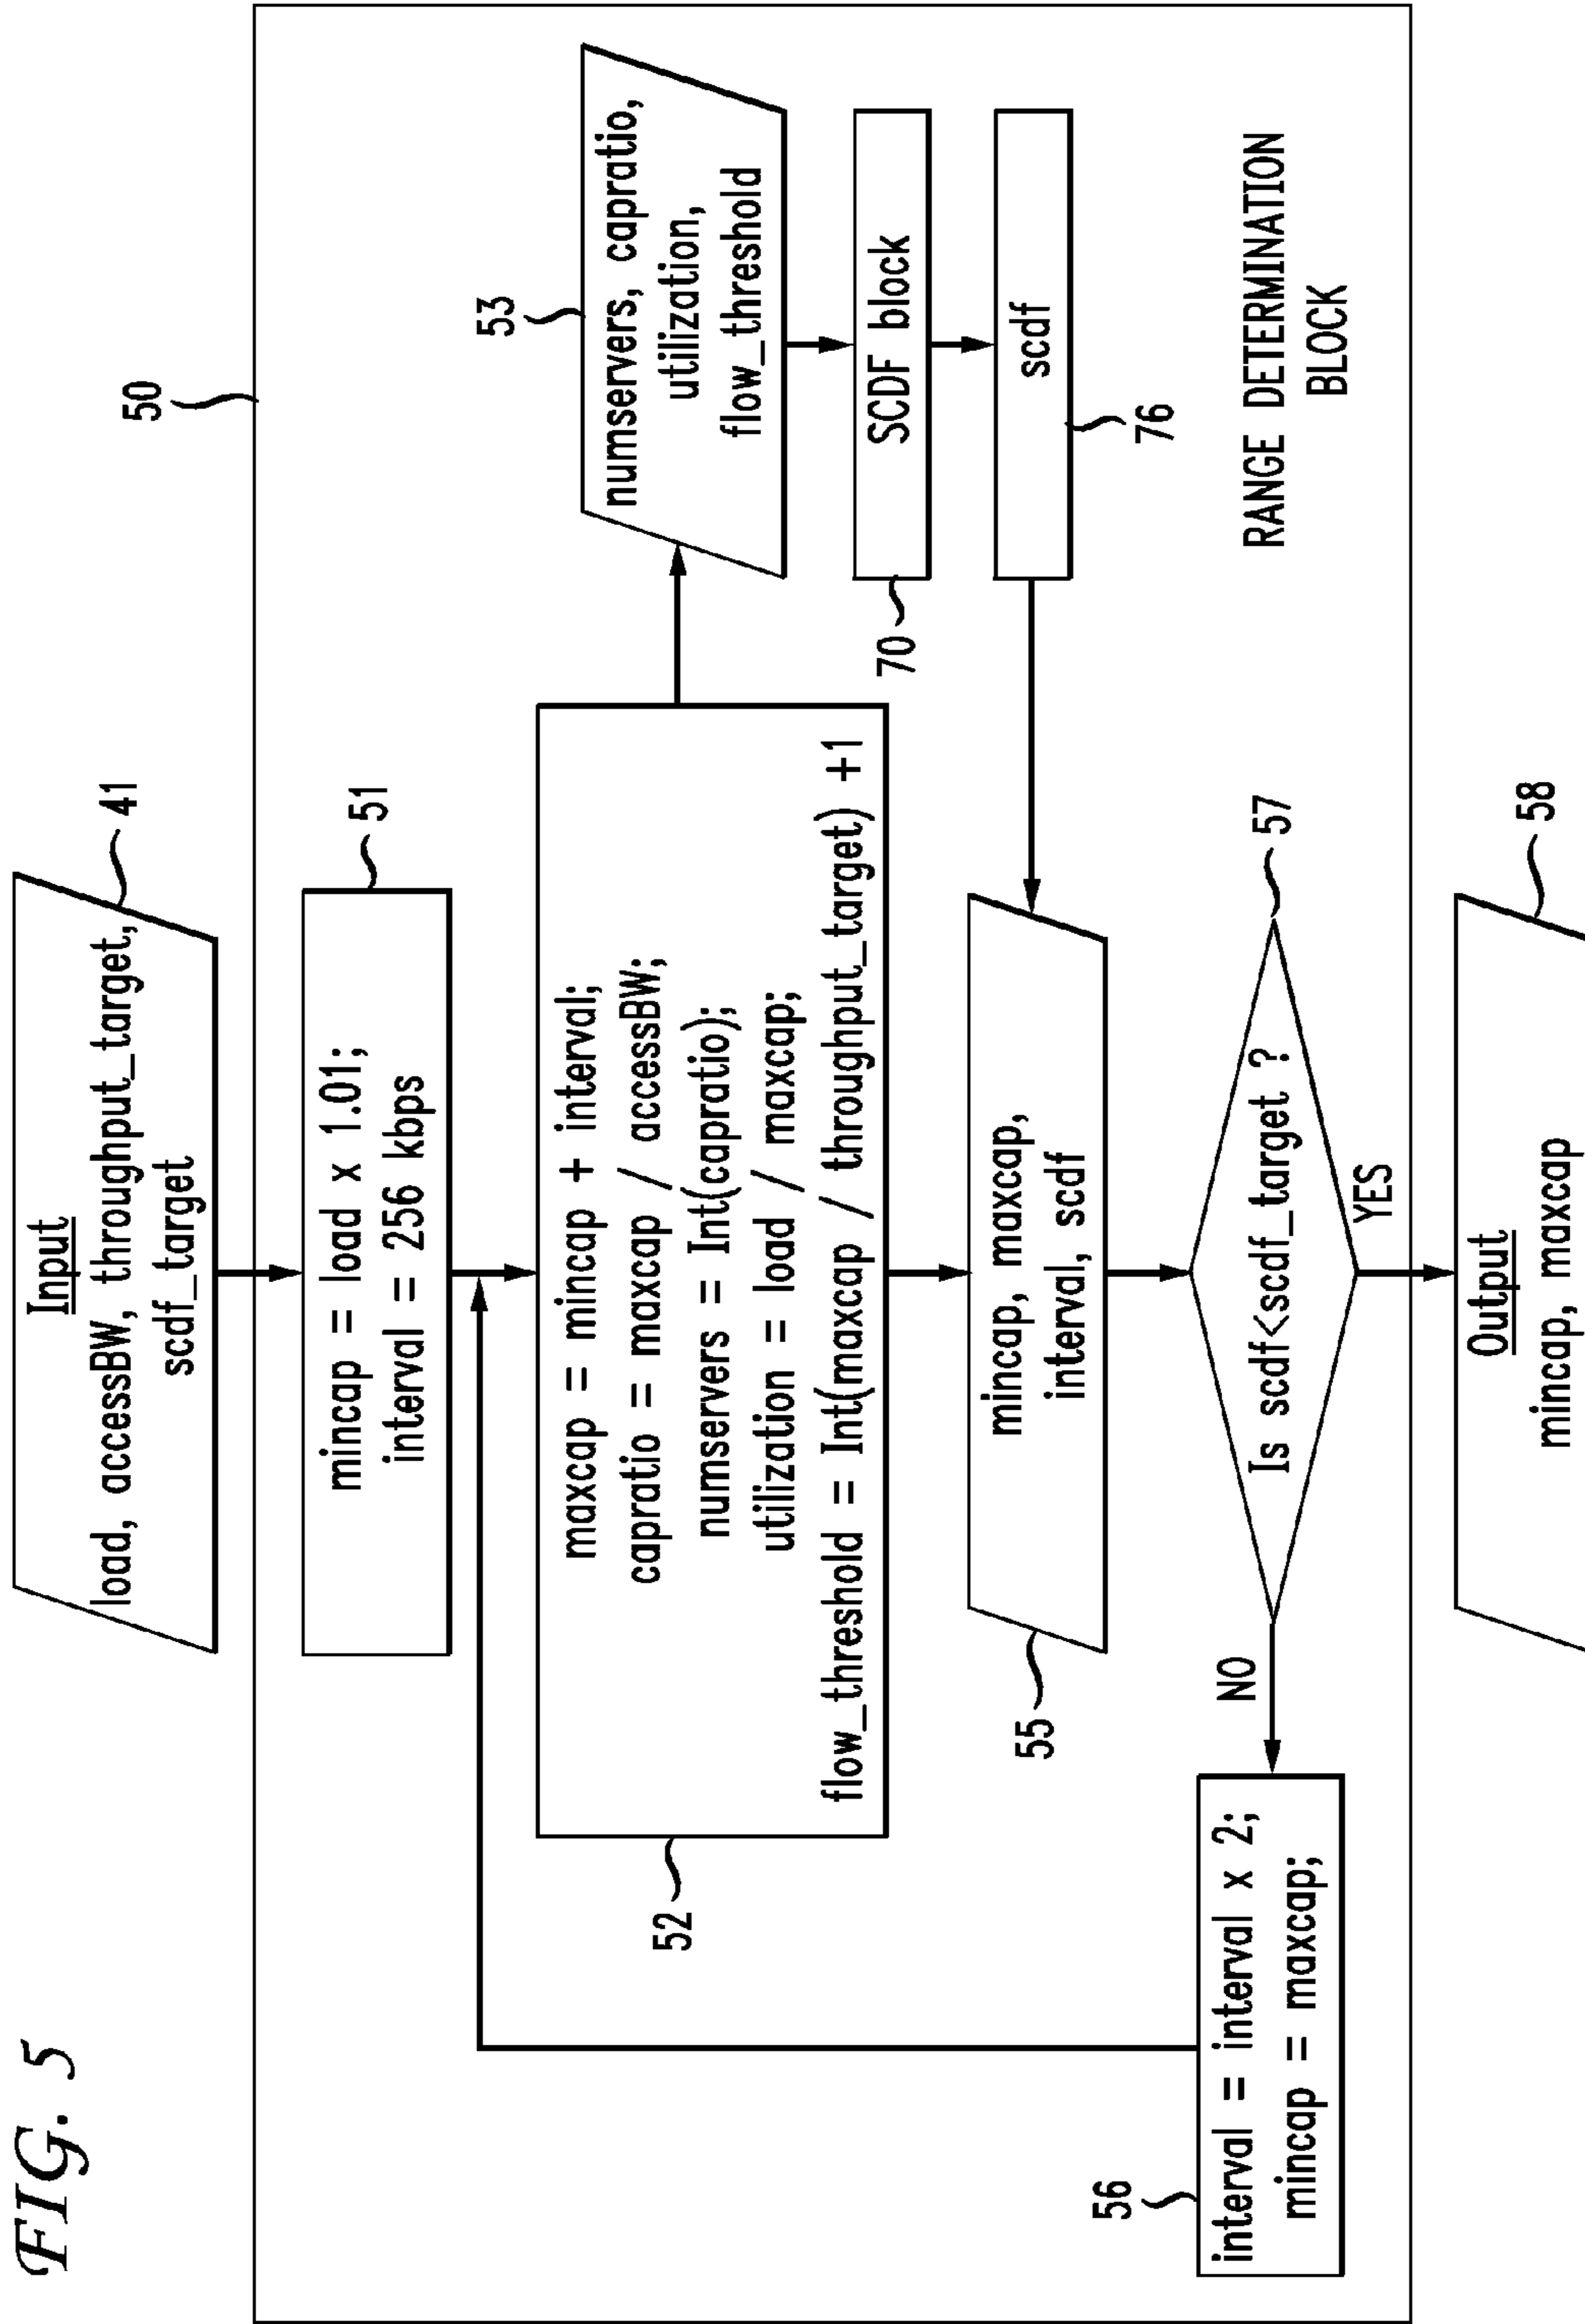 FIG. 5
Input
load, accessBW, throughput_target,
scdf_target
41
50
mincap = load x 1.01;
interval = 256 kbps
51
maxcap = mincap + interval;
capratio = maxcap / accessBW;
numservers = Int(capratio);
utilization = load / maxcap;
flow_threshold = Int(maxcap / throughput_target) +1
52
numservers, capratio,
utilization,
flow_threshold
53
SCDF block
70
scdf
76
mincap, maxcap,
interval, scdf
55
Is scdf<scdf_target ?
57
NO
YES
interval = interval x 2;
mincap = maxcap;
56
RANGE DETERMINATION
BLOCK
Output
mincap, maxcap
58